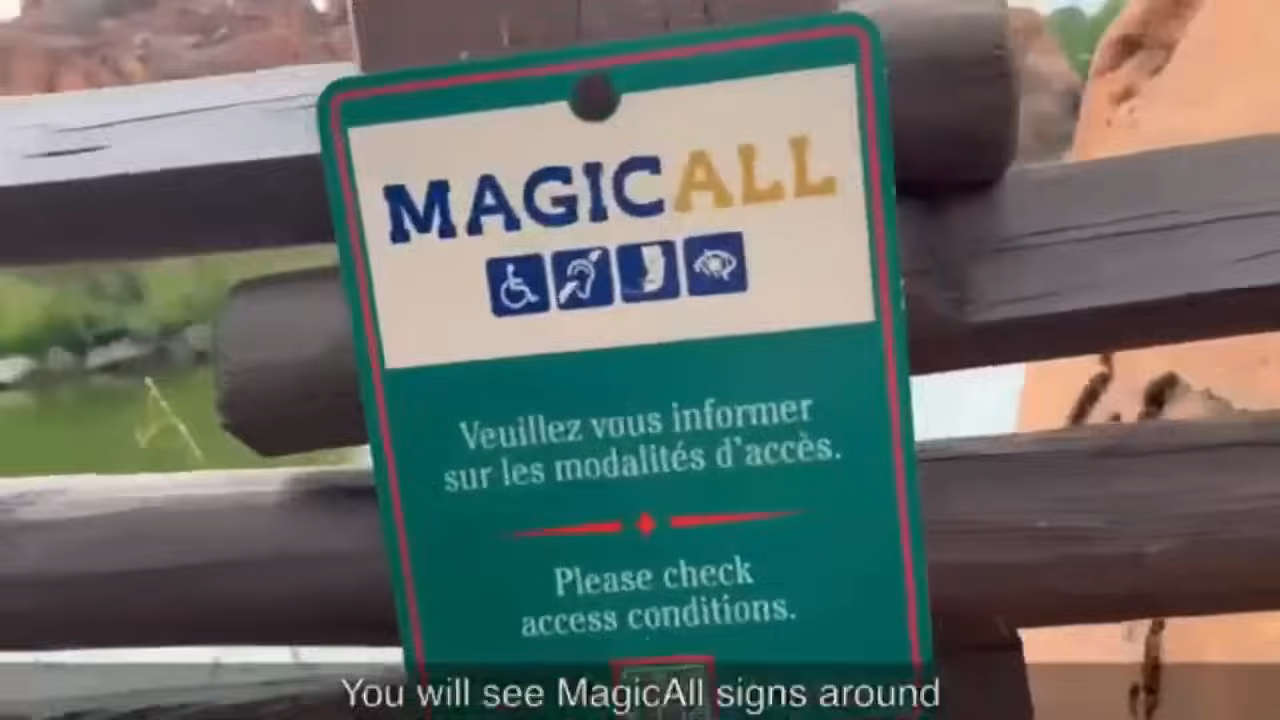 MAGICALL
Veuillez vous informer
sur les modalités d'accès.
Please check
access conditions.
You will see MagicAll signs around